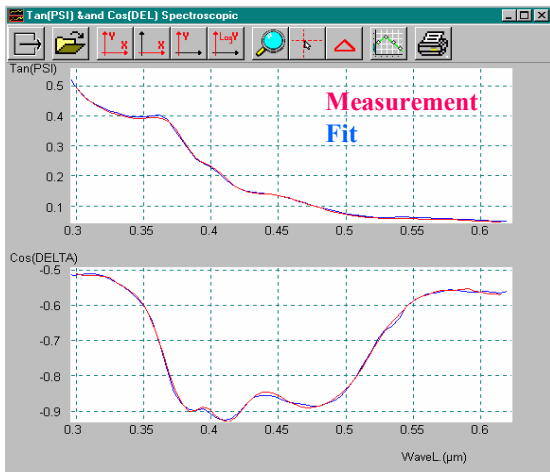 Tan(PSI) &and Cos(DEL) Spectroscopic
Y X
X
Y
LogY
Tan(PSI)
Measurement
Fit
0.5
0.4
0.3
0.2
0.1
0.3 0.35 0.4 0.45 0.5 0.55 0.6
Cos(DELTA)
-0.5
-0.6
-0.7
-0.8
-0.9
0.3 0.35 0.4 0.45 0.5 0.55 0.6
WaveL.(µm)